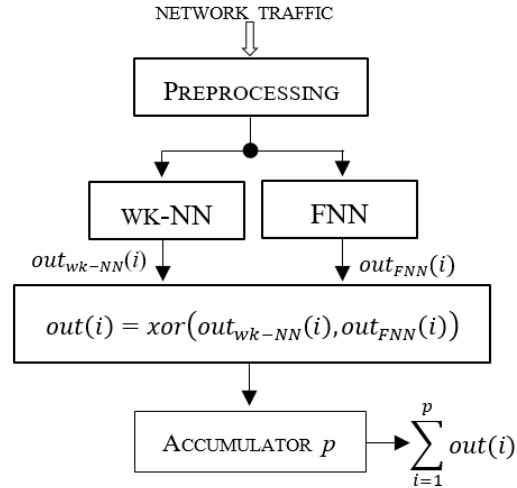 NETWORK TRAFFIC
PREPROCESSING
WK-NN FNN
out_{wk-NN}(i) out_{FNN}(i)
out(i) = xor(out_{wk-NN}(i), out_{FNN}(i))
ACCUMULATOR p
\sum_{i=1}^{p} out(i)